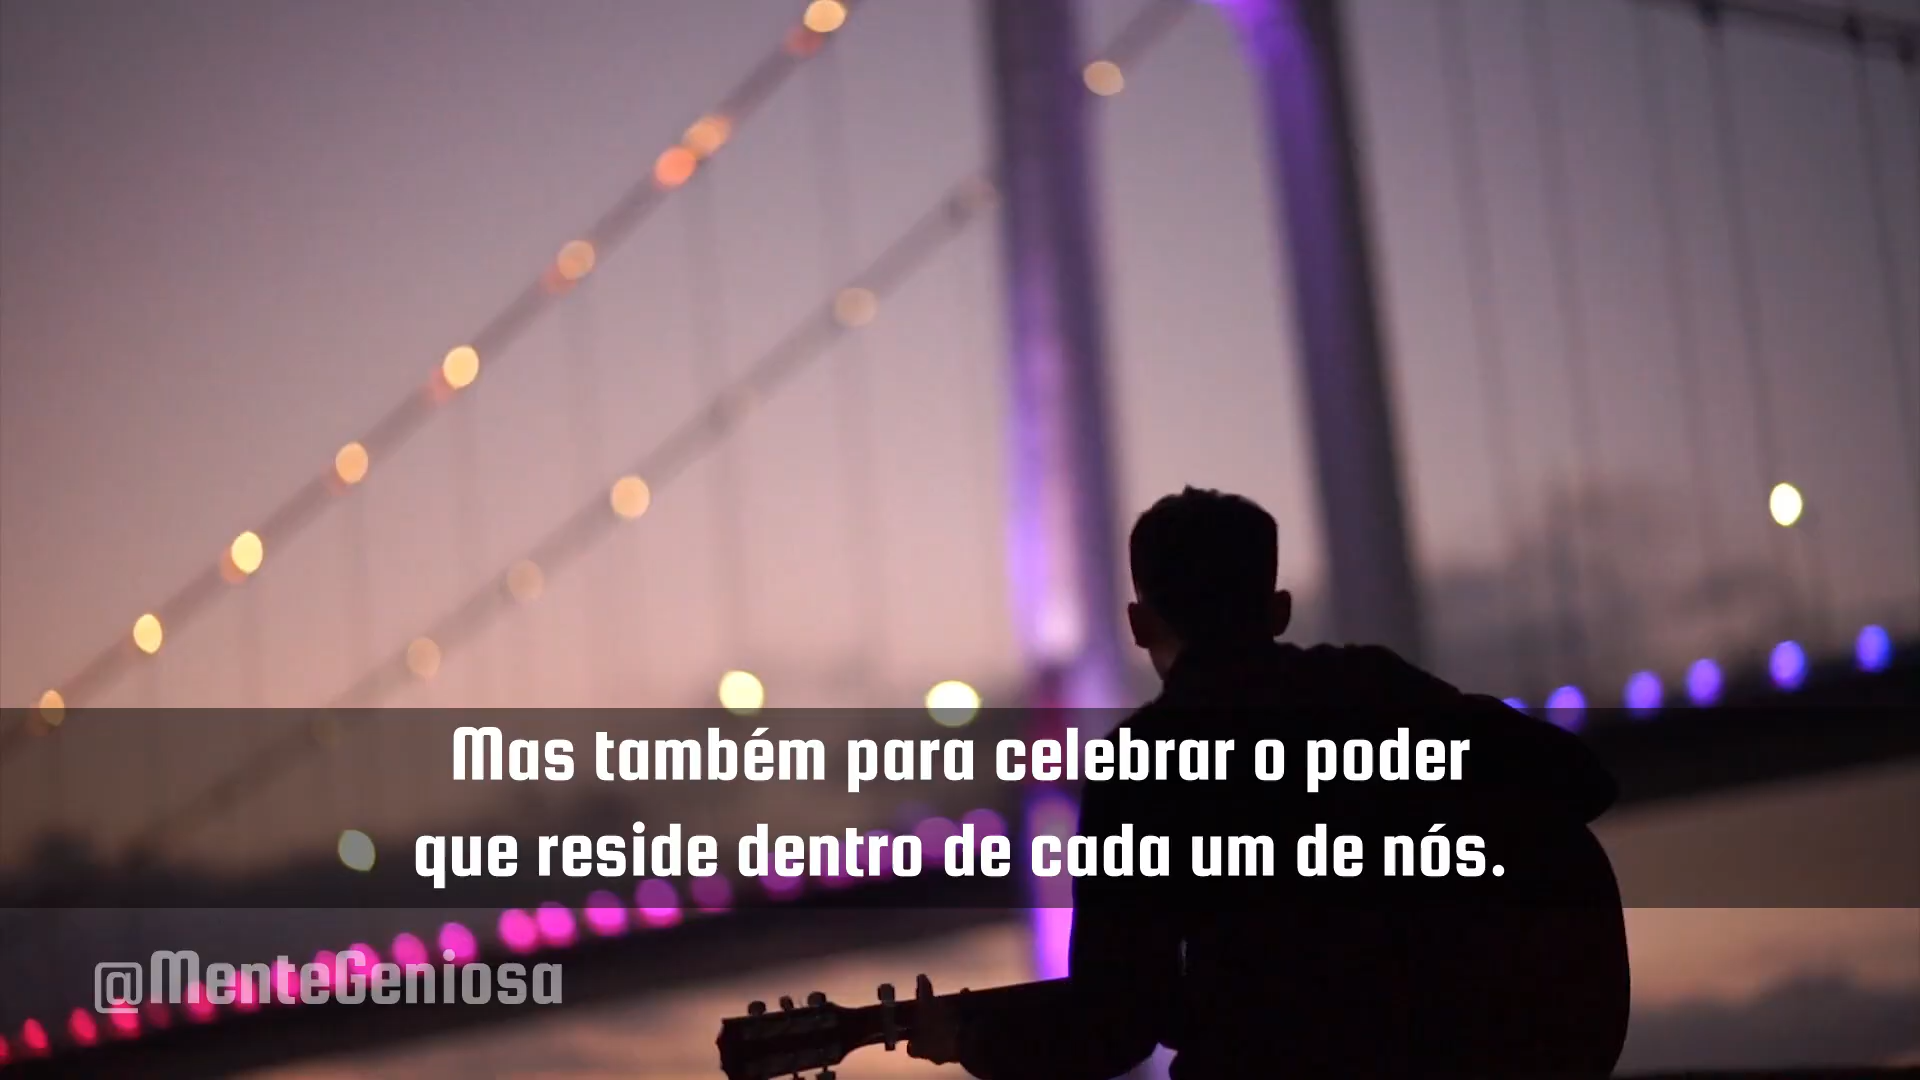 Mas também para celebrar o poder
que reside dentro de cada um de nós.
@MenteGeniosa